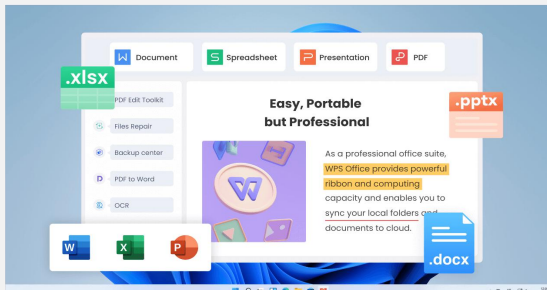 Document
Spreadsheet
Presentation
PDF
.xlsx
PDF Edit Toolkit
Files Repair
Backup center
PDF to Word
OCR
Easy, Portable
but Professional
.pptx
As a professional office suite,
WPS Office provides powerful
ribbon and computing
capacity and enables you to
sync your local folders and
documents to cloud.
W
X
P
.docx